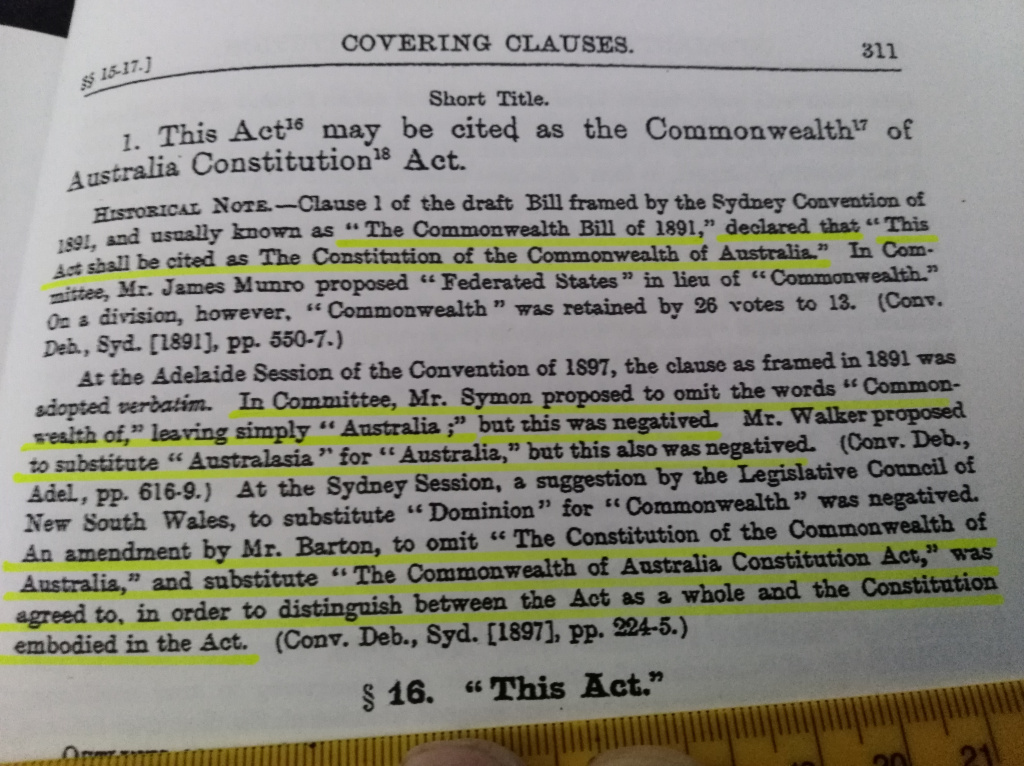 COVERING CLAUSES.
311
§§ 15-17.]
Short Title.
1. This Act¹⁶ may be cited as the Commonwealth¹⁷ of
Australia Constitution¹⁸ Act.
HISTORICAL NOTE.—Clause 1 of the draft Bill framed by the Sydney Convention of
1891, and usually known as "The Commonwealth Bill of 1891," declared that "This
Act shall be cited as The Constitution of the Commonwealth of Australia." In Com-
mittee, Mr. James Munro proposed "Federated States" in lieu of "Commonwealth."
On a division, however, "Commonwealth" was retained by 26 votes to 13. (Conv.
Deb., Syd. [1891], pp. 550-7.)
At the Adelaide Session of the Convention of 1897, the clause as framed in 1891 was
adopted verbatim. In Committee, Mr. Symon proposed to omit the words "Common-
wealth of," leaving simply "Australia;" but this was negatived. Mr. Walker proposed
to substitute "Australasia" for "Australia," but this also was negatived. (Conv. Deb.,
Adel., pp. 616-9.) At the Sydney Session, a suggestion by the Legislative Council of
New South Wales, to substitute "Dominion" for "Commonwealth" was negatived.
An amendment by Mr. Barton, to omit "The Constitution of the Commonwealth of
Australia," and substitute "The Commonwealth of Australia Constitution Act," was
agreed to, in order to distinguish between the Act as a whole and the Constitution
embodied in the Act. (Conv. Deb., Syd. [1897], pp. 224-5.)
§ 16. "This Act."
20 21